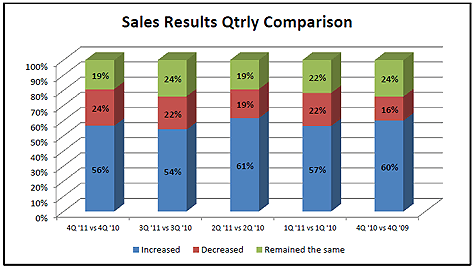 Sales Results Qtrly Comparison
100%
90%
80%
70%
60%
50%
40%
30%
20%
10%
0%
19% 24% 19% 22% 24%
24% 22% 19% 22% 16%
56% 54% 61% 57% 60%
4Q '11 vs 4Q '10 3Q '11 vs 3Q '10 2Q '11 vs 2Q '10 1Q '11 vs 1Q '10 4Q '10 vs 4Q '09
Increased Decreased Remained the same